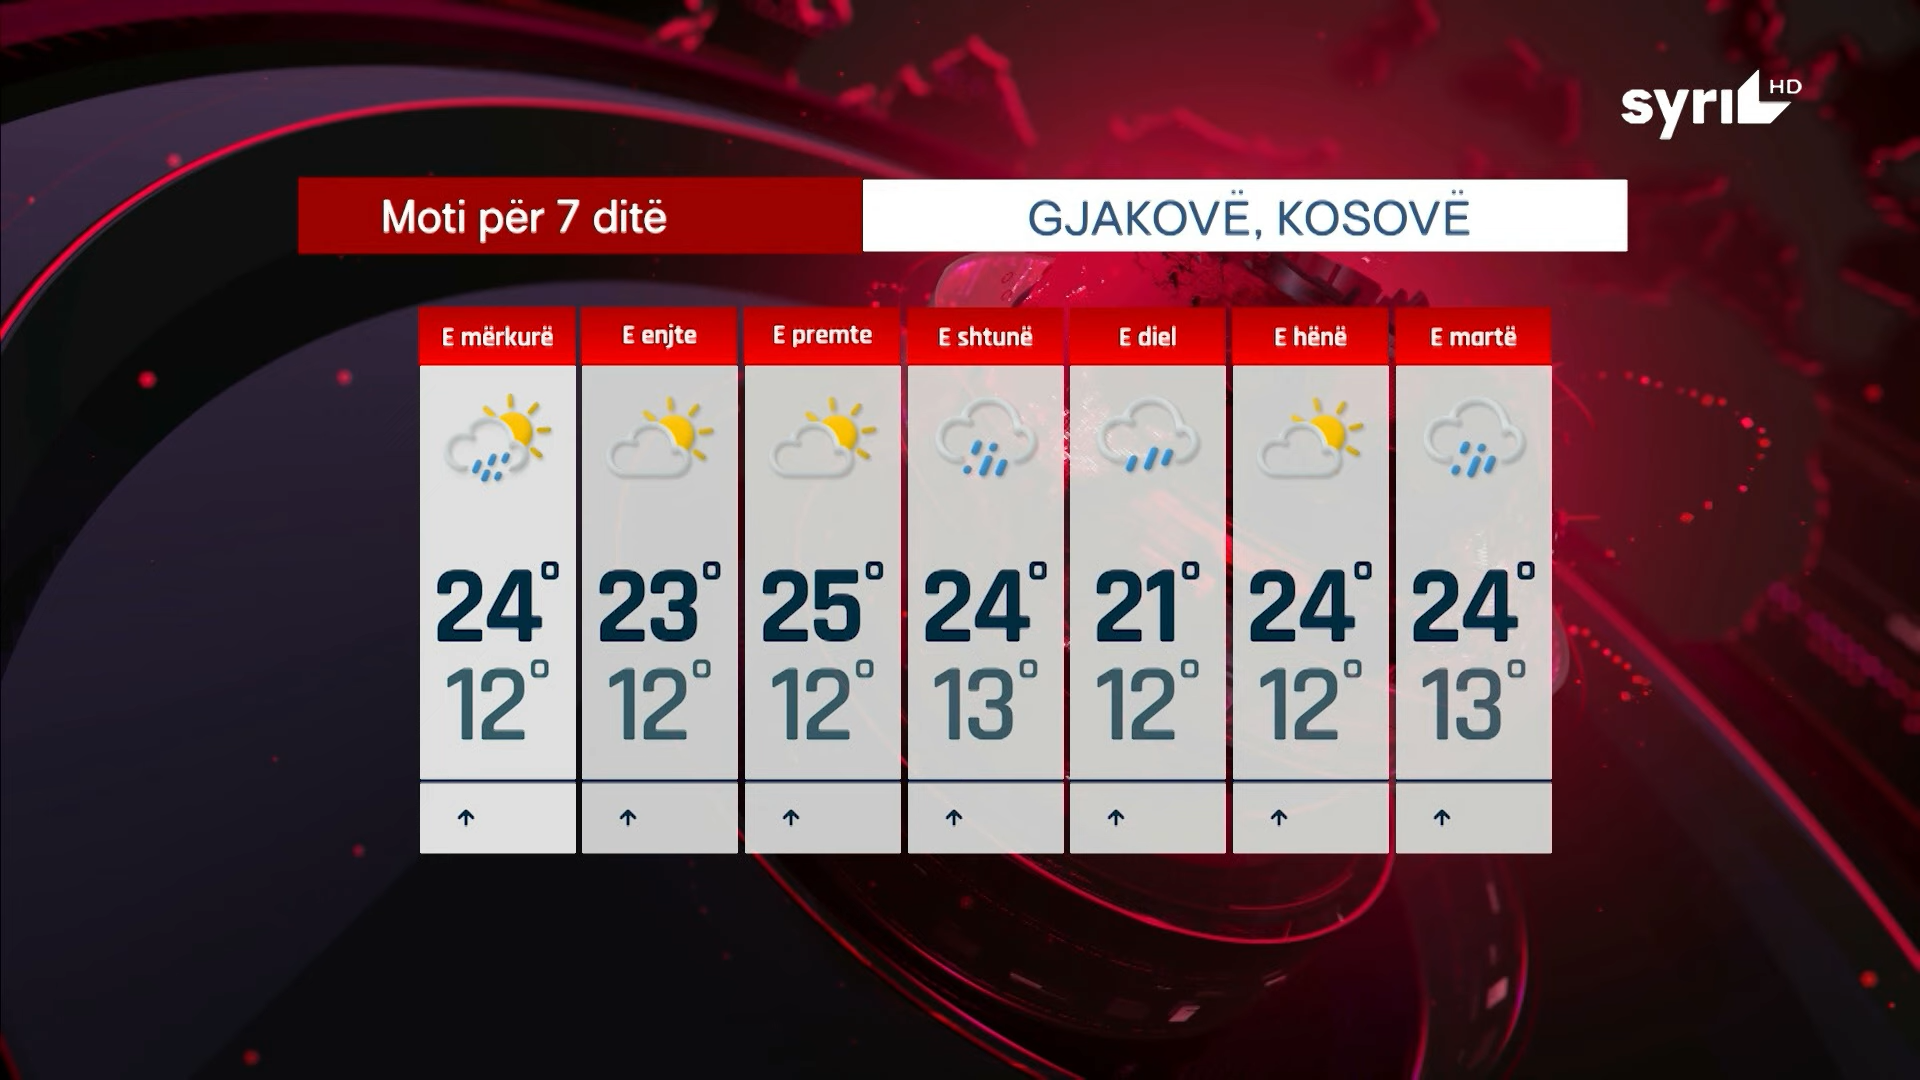 syri HD
Moti për 7 ditë
GJAKOVË, KOSOVË
E mërkurë E enjte E premte E shtunë E diel E hënë E martë
24° 23° 25° 24° 21° 24° 24°
12° 12° 12° 13° 12° 12° 13°